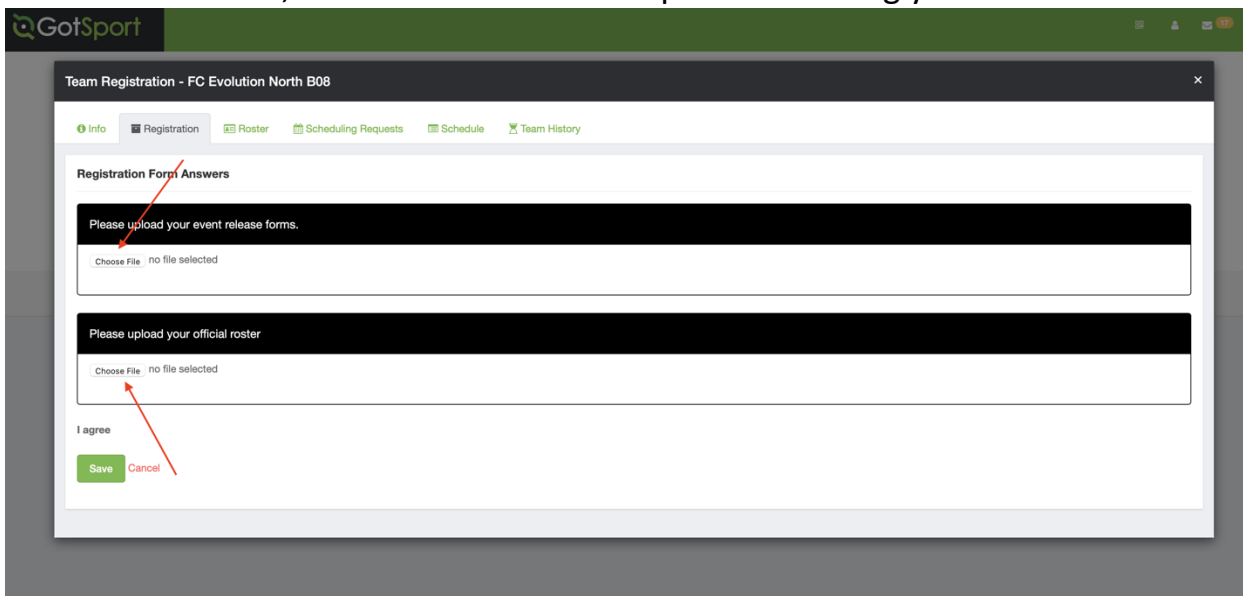 GotSport
17
Team Registration - FC Evolution North B08 ×
Info Registration Roster Scheduling Requests Schedule Team History
Registration Form Answers
Please upload your event release forms.
Choose File no file selected
Please upload your official roster
Choose File no file selected
I agree
Save Cancel